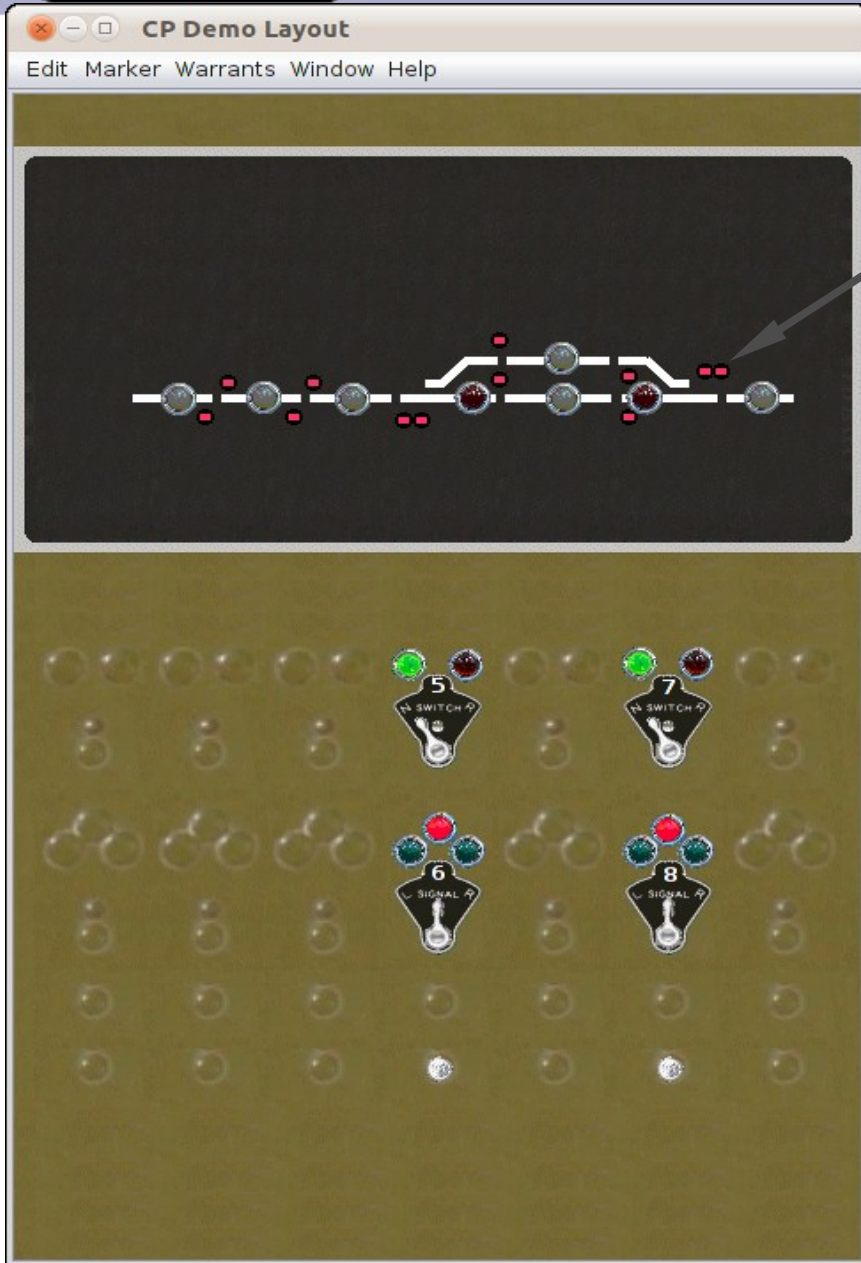 CP Demo Layout
Edit Marker Warrants Window Help
5
N SWITCH R
7
N SWITCH R
6
L SIGNAL R
8
L SIGNAL R